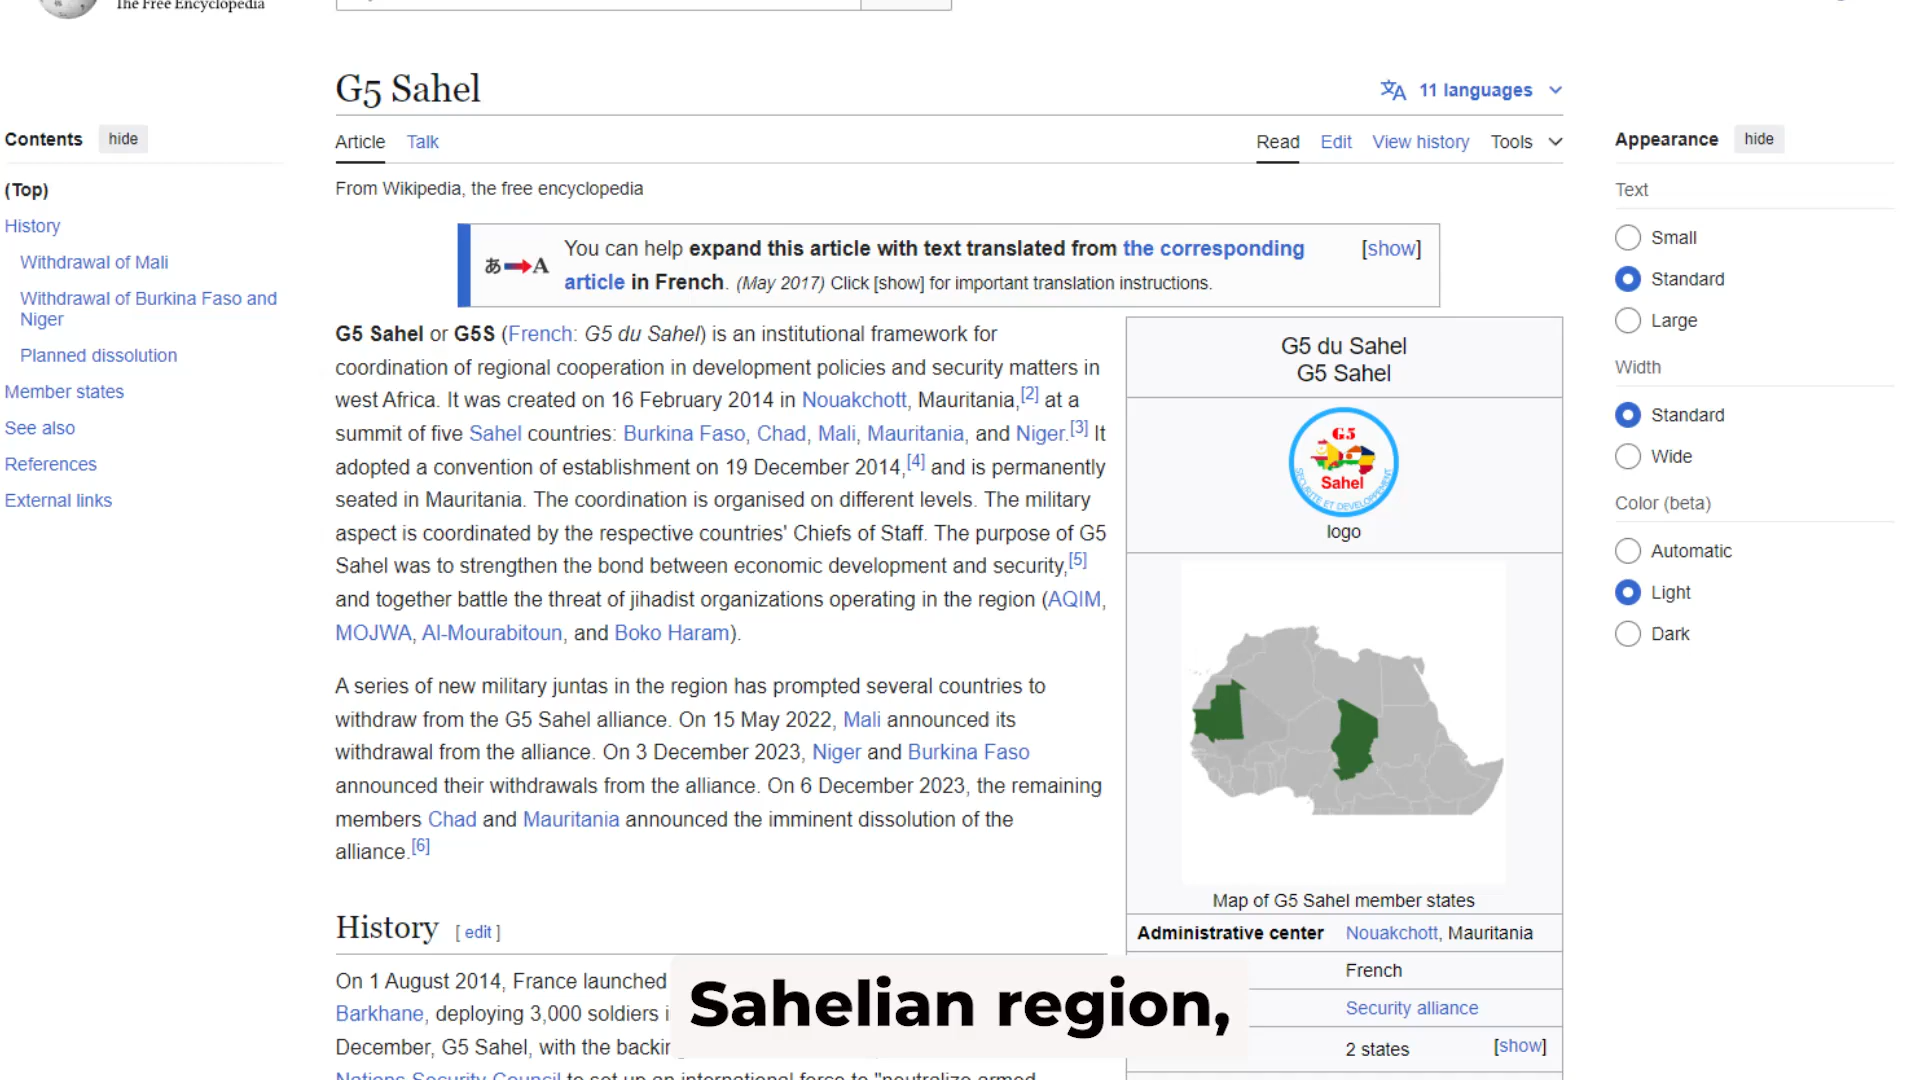 The Free Encyclopedia
G5 Sahel
11 languages
Contents hide
Article Talk
Read Edit View history Tools
Appearance hide
From Wikipedia, the free encyclopedia
(Top)
History
Withdrawal of Mali
Withdrawal of Burkina Faso and
Niger
Planned dissolution
Member states
See also
References
External links
あ A
You can help expand this article with text translated from the corresponding
article in French. (May 2017) Click [show] for important translation instructions.
[show]
G5 Sahel or G5S (French: G5 du Sahel) is an institutional framework for
coordination of regional cooperation in development policies and security matters in
west Africa. It was created on 16 February 2014 in Nouakchott, Mauritania,[2] at a
summit of five Sahel countries: Burkina Faso, Chad, Mali, Mauritania, and Niger.[3] It
adopted a convention of establishment on 19 December 2014,[4] and is permanently
seated in Mauritania. The coordination is organised on different levels. The military
aspect is coordinated by the respective countries' Chiefs of Staff. The purpose of G5
Sahel was to strengthen the bond between economic development and security,[5]
and together battle the threat of jihadist organizations operating in the region (AQIM,
MOJWA, Al-Mourabitoun, and Boko Haram).
A series of new military juntas in the region has prompted several countries to
withdraw from the G5 Sahel alliance. On 15 May 2022, Mali announced its
withdrawal from the alliance. On 3 December 2023, Niger and Burkina Faso
announced their withdrawals from the alliance. On 6 December 2023, the remaining
members Chad and Mauritania announced the imminent dissolution of the
alliance.[6]
History [ edit ]
On 1 August 2014, France launched
Barkhane, deploying 3,000 soldiers
December, G5 Sahel, with the
Nations Security Council to set up an international force to "neutralize armed
G5 du Sahel
G5 Sahel
G5
Sahel
SECURITE ET DEVELOPPEMENT
logo
Map of G5 Sahel member states
Administrative center Nouakchott, Mauritania
French
Security alliance
2 states [show]
Text
Small
Standard
Large
Width
Standard
Wide
Color (beta)
Automatic
Light
Dark
Sahelian region,